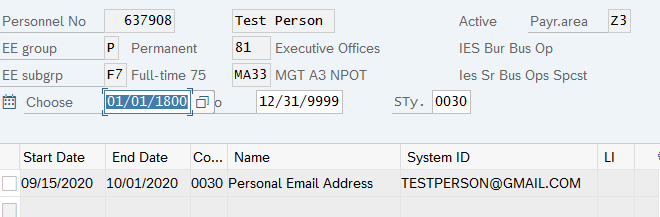 Personnel No 637908 Test Person Active Payr.area Z3
EE group P Permanent 81 Executive Offices IES Bur Bus Op
EE subgrp F7 Full-time 75 MA33 MGT A3 NPOT Ies Sr Bus Ops Spcst
Choose 01/01/1800 o 12/31/9999 STy. 0030
Start Date End Date Co... Name System ID LI
09/15/2020 10/01/2020 0030 Personal Email Address TESTPERSON@GMAIL.COM